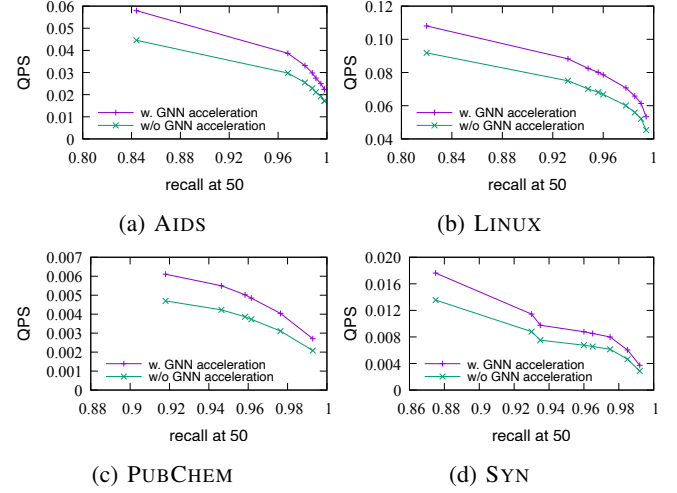 QPS
0.06
0.05
0.04
0.03
0.02
0.01
0
w. GNN acceleration
w/o GNN acceleration
0.80 0.84 0.88 0.92 0.96 1
recall at 50
(a) AIDS
QPS
0.12
0.10
0.08
0.06
0.04
w. GNN acceleration
w/o GNN acceleration
0.80 0.84 0.88 0.92 0.96 1
recall at 50
(b) LINUX
QPS
0.007
0.006
0.005
0.004
0.003
0.002
0.001
0
w. GNN acceleration
w/o GNN acceleration
0.88 0.9 0.92 0.94 0.96 0.98 1
recall at 50
(c) PUBCHEM
QPS
0.020
0.016
0.012
0.008
0.004
0
w. GNN acceleration
w/o GNN acceleration
0.86 0.88 0.9 0.92 0.94 0.96 0.98 1
recall at 50
(d) SYN